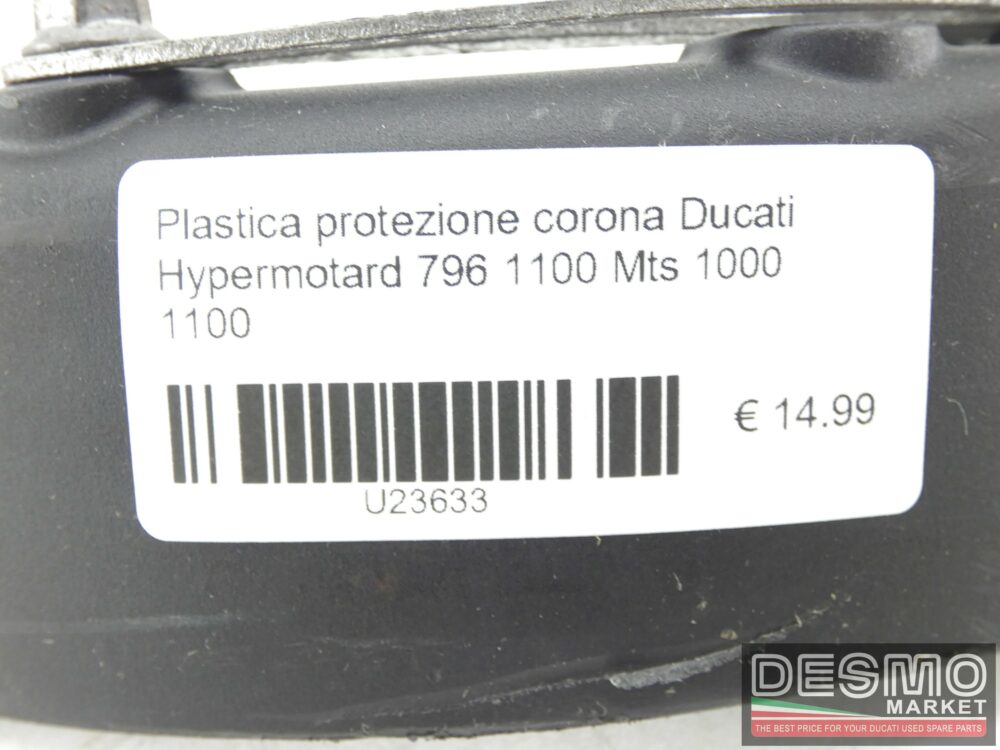 Plastica protezione corona Ducati
Hypermotard 796 1100 Mts 1000
1100
€ 14.99
U23633
DESMO
MARKET
THE BEST PRICE FOR YOUR DUCATI USED SPARE PARTS